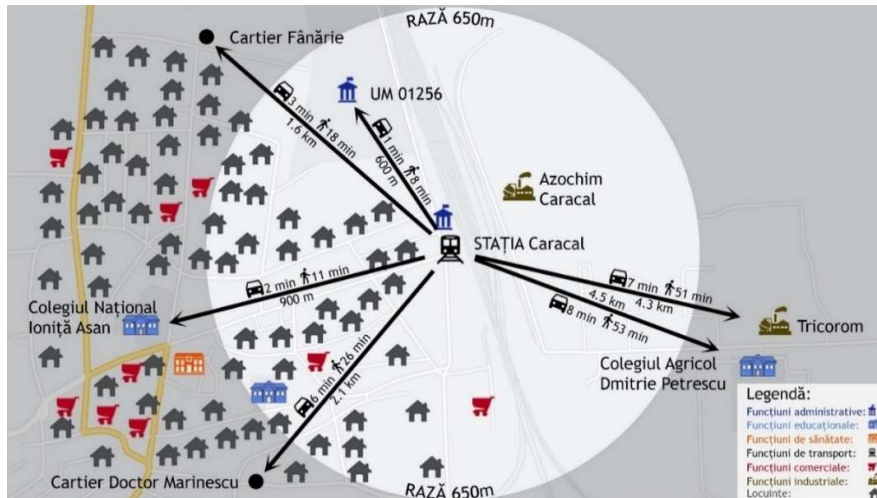 RAZĂ 650m
Cartier Fânărie
UM 01256
3 min 18 min
1.6 km
1 min 8 min
600 m
Azochim
Caracal
STAȚIA Caracal
2 min 11 min
900 m
7 min 51 min
4.5 km 4.3 km
8 min 53 min
Colegiul Național
Ioniță Asan
Tricorom
Colegiul Agricol
Dmitrie Petrescu
6 min 26 min
2.1 km
Cartier Doctor Marinescu
RAZĂ 650m
Legendă:
Funcțiuni administrative:
Funcțiuni educaționale:
Funcțiuni de sănătate:
Funcțiuni de transport:
Funcțiuni comerciale:
Funcțiuni industriale:
Locuințe: